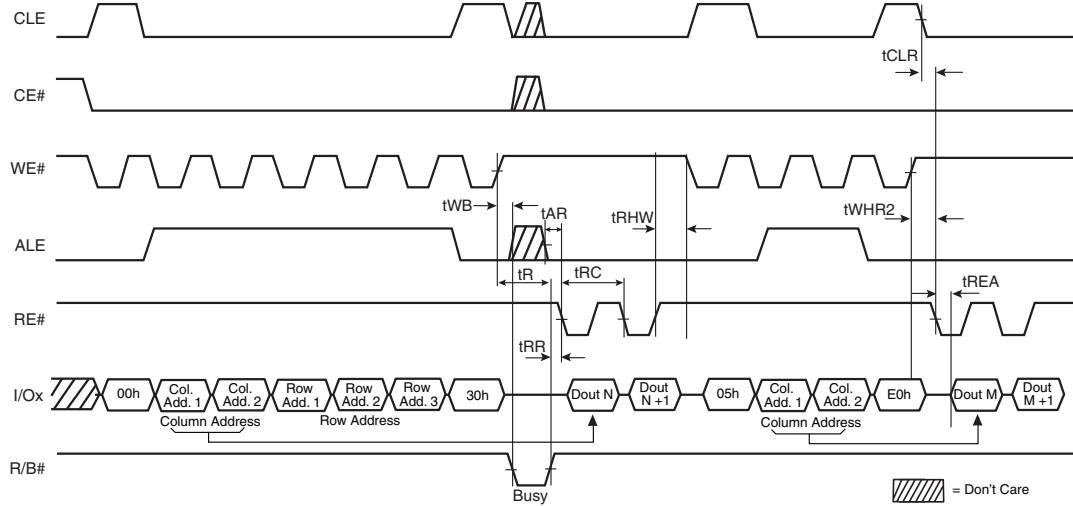 CLE
tCLR
CE#
WE#
tWB
tAR
tRHW
tWHR2
ALE
tR
tRC
tREA
RE#
tRR
I/Ox
00h
Col. Add. 1
Col. Add. 2
Row Add. 1
Row Add. 2
Row Add. 3
30h
Dout N
Dout N +1
05h
Col. Add. 1
Col. Add. 2
E0h
Dout M
Dout M +1
Column Address
Row Address
Column Address
R/B#
Busy
= Don't Care